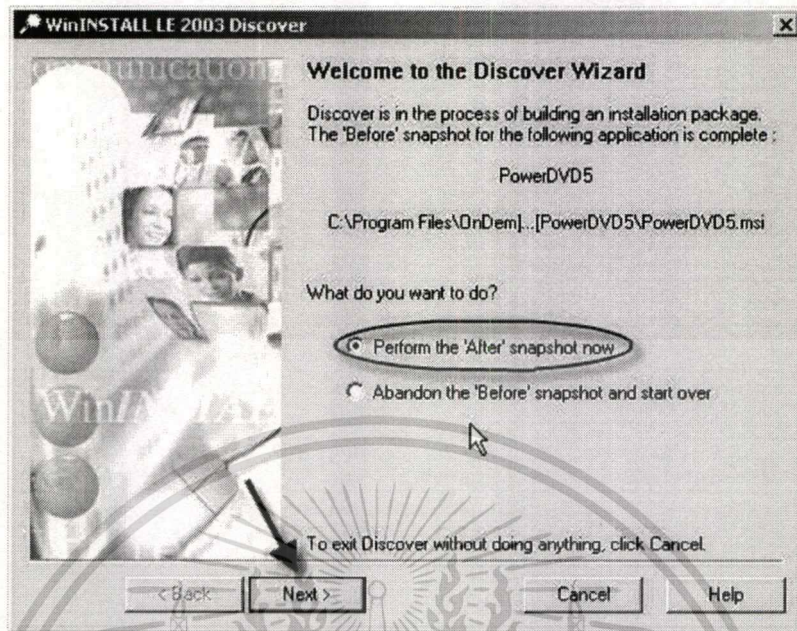 WinINSTALL LE 2003 Discover
Welcome to the Discover Wizard
Discover is in the process of building an installation package.
The 'Before' snapshot for the following application is complete :
PowerDVD5
C:\Program Files\OnDem]...[PowerDVD5\PowerDVD5.msi
What do you want to do?
Perform the 'After' snapshot now
Abandon the 'Before' snapshot and start over
To exit Discover without doing anything, click Cancel.
< Back
Next >
Cancel
Help